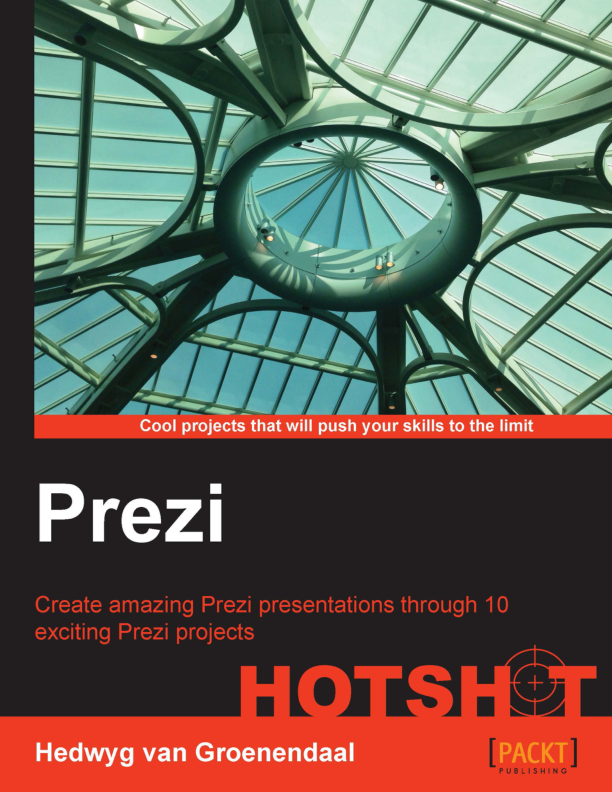 Cool projects that will push your skills to the limit
Prezi
Create amazing Prezi presentations through 10
exciting Prezi projects
HOTSHOT
Hedwyg van Groenendaal
[PACKT]
PUBLISHING